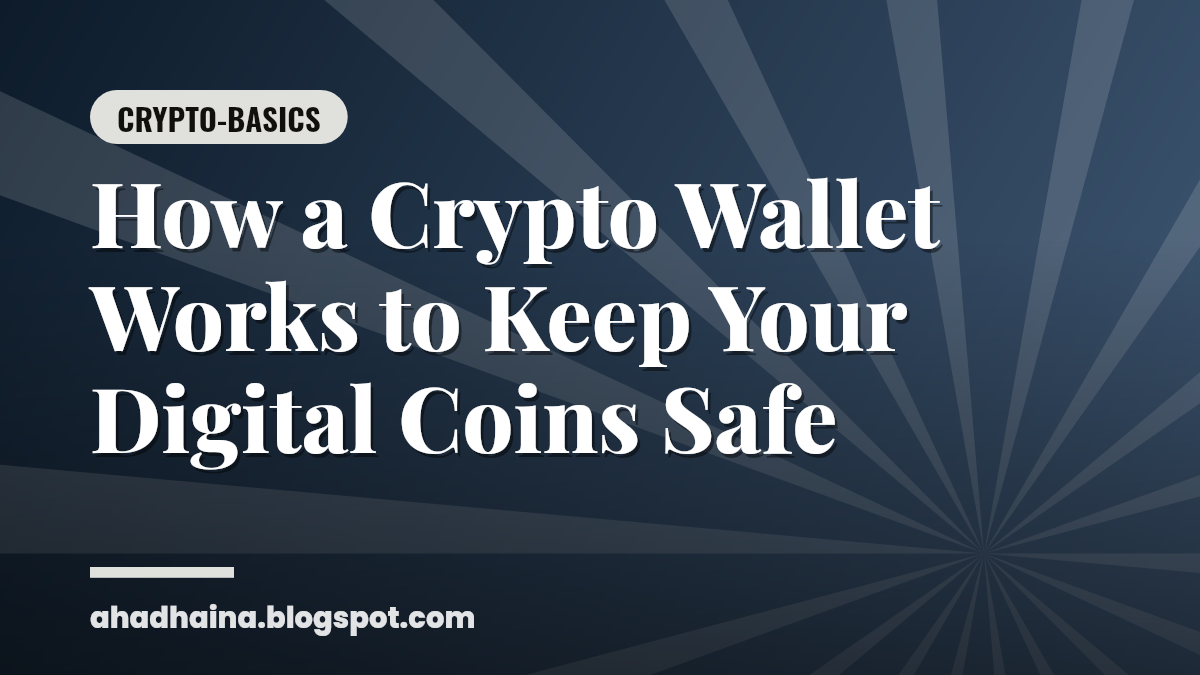 CRYPTO-BASICS
How a Crypto Wallet
Works to Keep Your
Digital Coins Safe
ahadhaina.blogspot.com